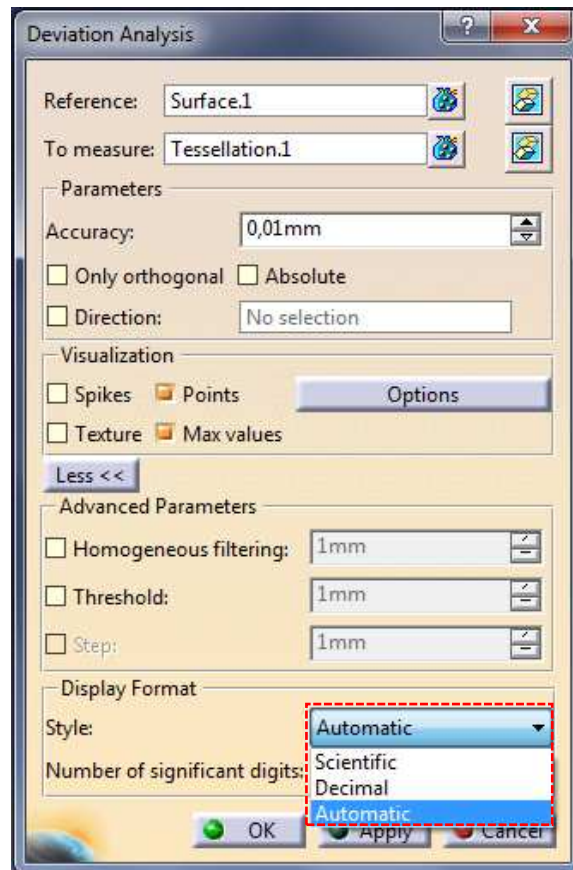 Deviation Analysis
?
X
Reference: Surface.1
To measure: Tessellation.1
Parameters
Accuracy: 0,01mm
Only orthogonal Absolute
Direction: No selection
Visualization
Spikes Points Options
Texture Max values
Less <<
Advanced Parameters
Homogeneous filtering: 1mm
Threshold: 1mm
Step: 1mm
Display Format
Style: Automatic
Scientific
Number of significant digits:
Decimal
Automatic
OK Apply Cancel